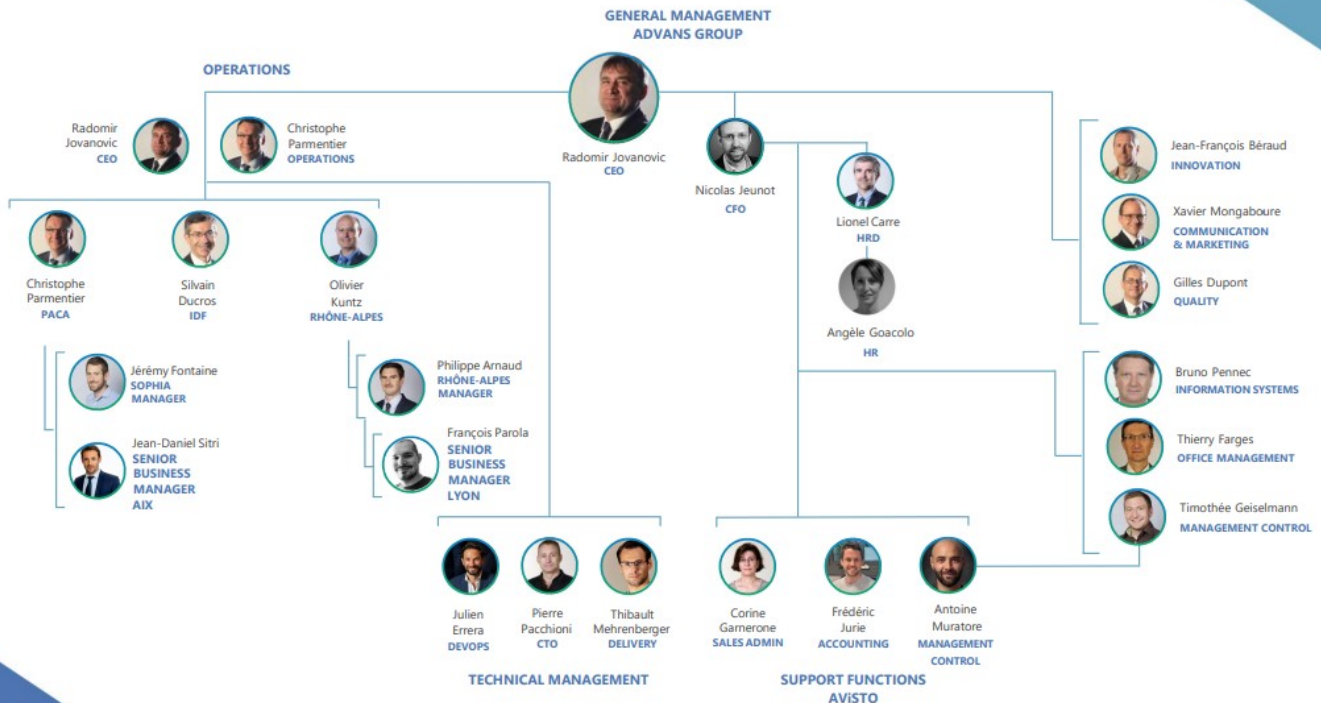 GENERAL MANAGEMENT
ADVANS GROUP
OPERATIONS
Radomir
Jovanovic
CEO
Christophe
Parmentier
OPERATIONS
Radomir Jovanovic
CEO
Nicolas Jeunot
CFO
Lionel Carre
HRD
Angèle Goacolo
HR
Jean-François Béraud
INNOVATION
Xavier Mongaboure
COMMUNICATION
& MARKETING
Gilles Dupont
QUALITY
Christophe
Parmentier
PACA
Silvain
Ducros
IDF
Olivier
Kuntz
RHÔNE-ALPES
Jérémy Fontaine
SOPHIA
MANAGER
Jean-Daniel Sitri
SENIOR
BUSINESS
MANAGER
AIX
Philippe Arnaud
RHÔNE-ALPES
MANAGER
François Parola
SENIOR
BUSINESS
MANAGER
LYON
Bruno Pennec
INFORMATION SYSTEMS
Thierry Farges
OFFICE MANAGEMENT
Timothée Geiselmann
MANAGEMENT CONTROL
Julien
Errera
DEVOPS
Pierre
Pacchioni
CTO
Thibault
Mehrenberger
DELIVERY
Corine
Garnerone
SALES ADMIN
Frédéric
Jurie
ACCOUNTING
Antoine
Muratore
MANAGEMENT
CONTROL
TECHNICAL MANAGEMENT
SUPPORT FUNCTIONS
AViSTO